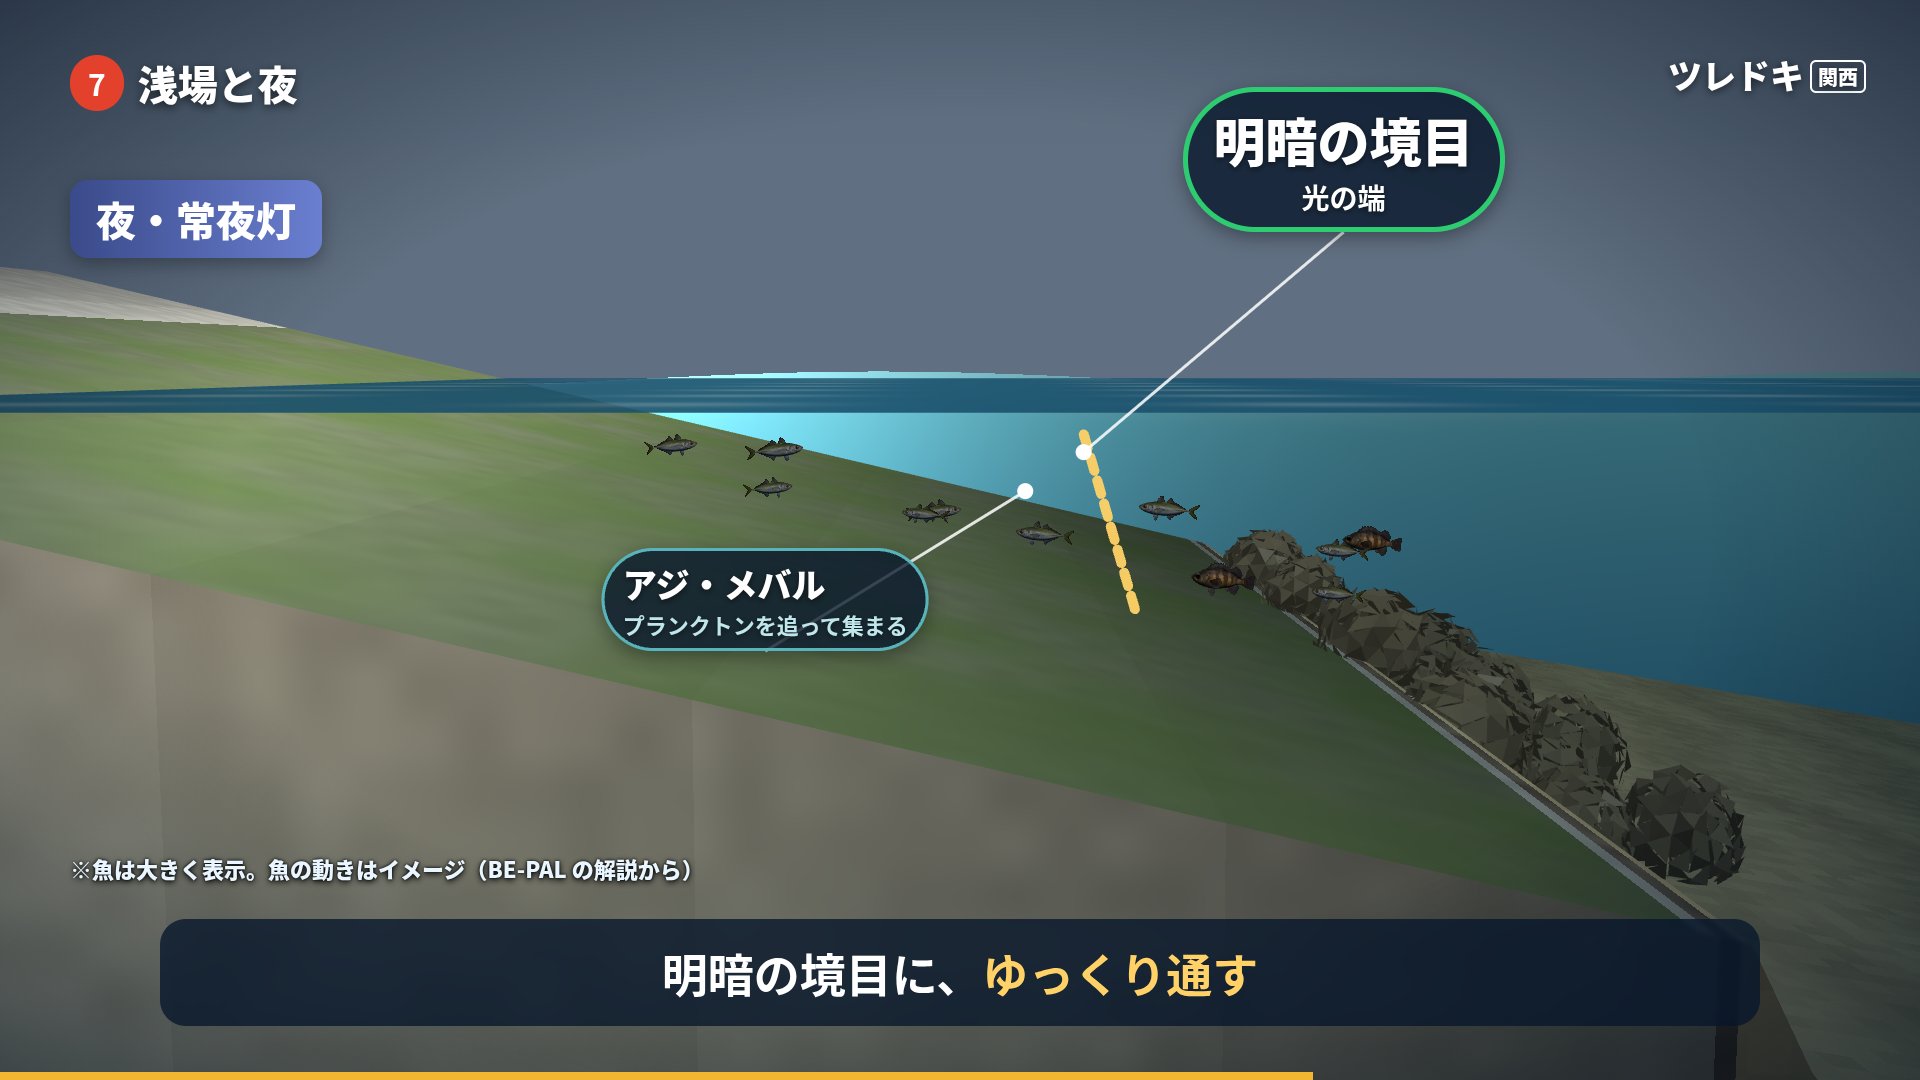 7 浅場と夜
ツレドキ 関西
夜・常夜灯
明暗の境目
光の端
アジ・メバル
プランクトンを追って集まる
※魚は大きく表示。魚の動きはイメージ（BE-PAL の解説から）
明暗の境目に、ゆっくり通す